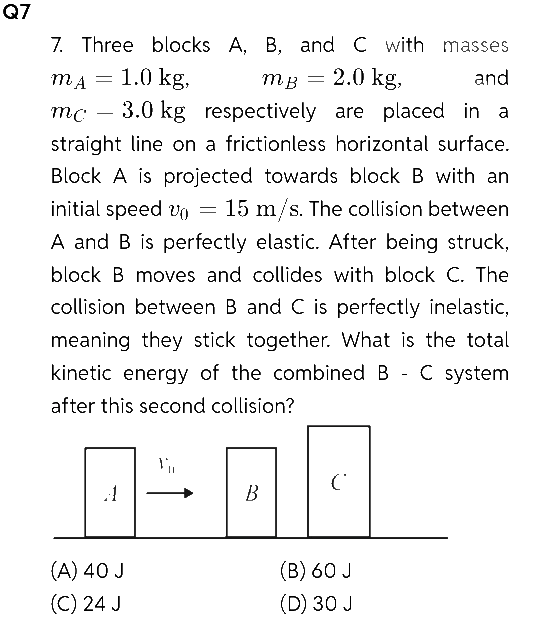 Q7
7. Three blocks A, B, and C with masses
m_A = 1.0 kg, m_B = 2.0 kg, and
m_C – 3.0 kg respectively are placed in a
straight line on a frictionless horizontal surface.
Block A is projected towards block B with an
initial speed v_0 = 15 m/s. The collision between
A and B is perfectly elastic. After being struck,
block B moves and collides with block C. The
collision between B and C is perfectly inelastic,
meaning they stick together. What is the total
kinetic energy of the combined B - C system
after this second collision?
A V_0 B C
(A) 40 J (B) 60 J
(C) 24 J (D) 30 J